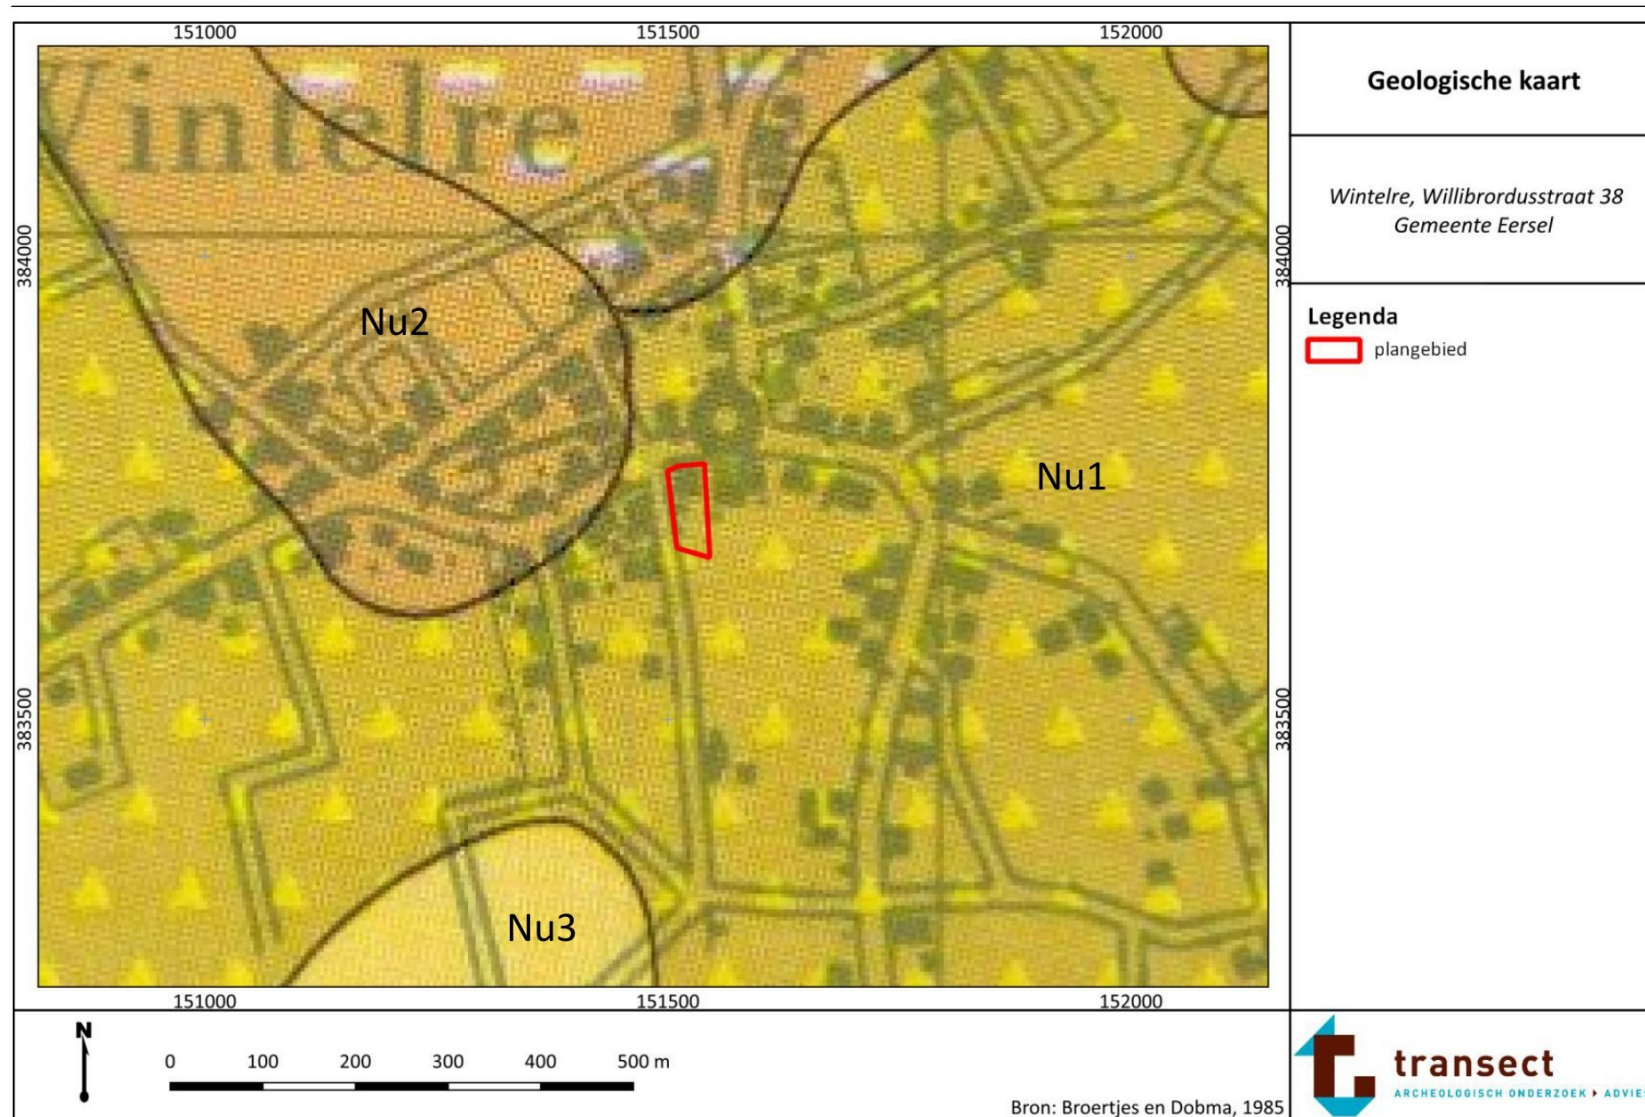 151000 151500 152000
Wintelre
384000
384000
Nu2
Nu1
383500
383500
Nu3
151000 151500 152000
Geologische kaart
Wintelre, Willibrordusstraat 38
Gemeente Eersel
Legenda
plangebied
N
0 100 200 300 400 500 m
Bron: Broertjes en Dobma, 1985
transect
ARCHEOLOGISCH ONDERZOEK ▸ ADVIE